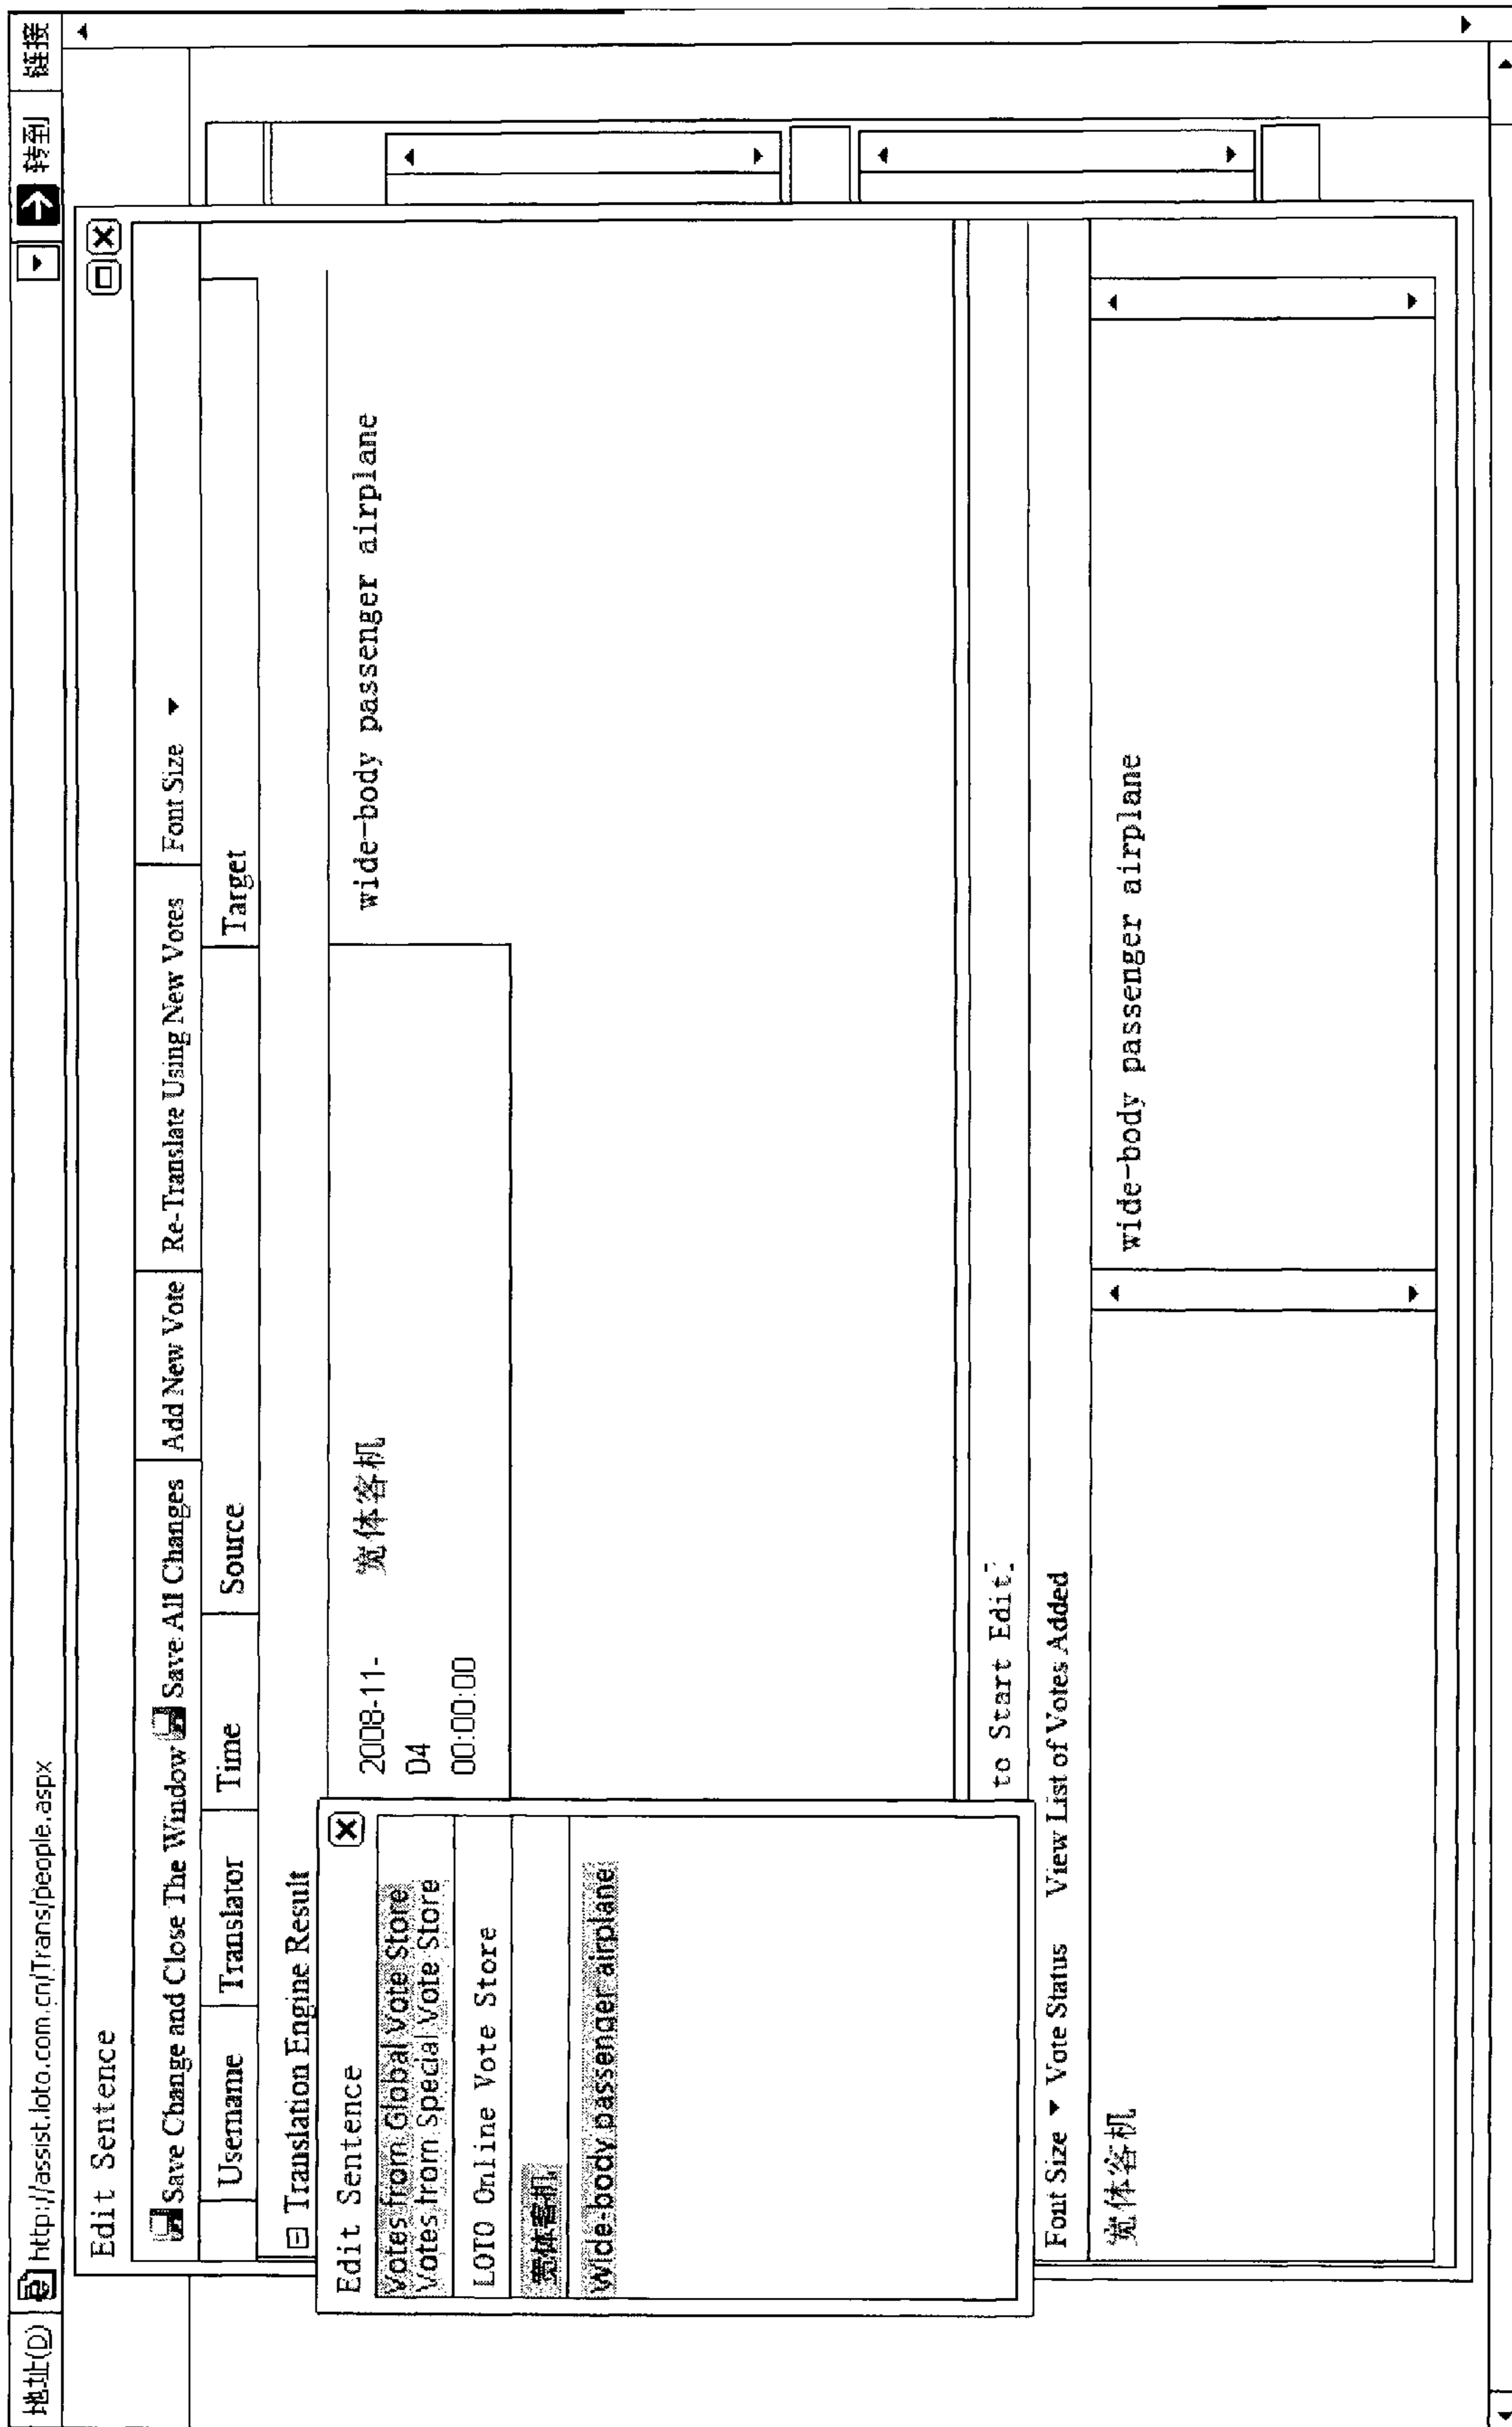 地址(D) http://assist.loto.com.cn/Trans/people.aspx 转到 链接
Edit Sentence
Save Change and Close The Window Save All Changes Add New Vote Re-Translate Using New Votes Font Size
Username Translator Time Source Target
Translation Engine Result
2008-11-
04
00:00:00
宽体客机
wide-body passenger airplane
Edit Sentence
Votes from Global Vote Store
Votes from Special Vote Store
LOTO Online Vote Store
宽体客机
Wide-body passenger airplane
to Start Edit
Font Size Vote Status View List of Votes Added
宽体客机
wide-body passenger airplane